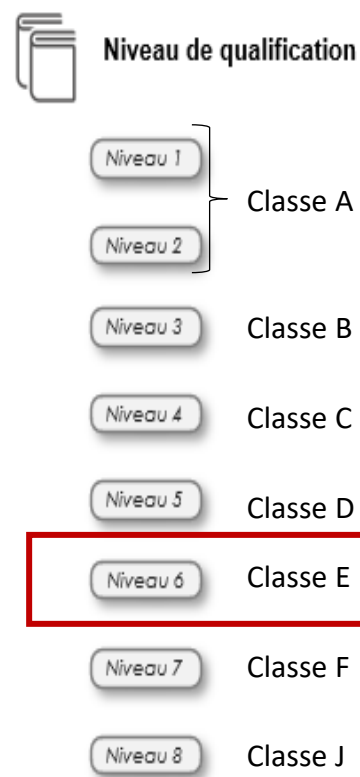 Niveau de qualification
Niveau 1
Classe A
Niveau 2
Niveau 3 Classe B
Niveau 4 Classe C
Niveau 5 Classe D
Niveau 6 Classe E
Niveau 7 Classe F
Niveau 8 Classe J